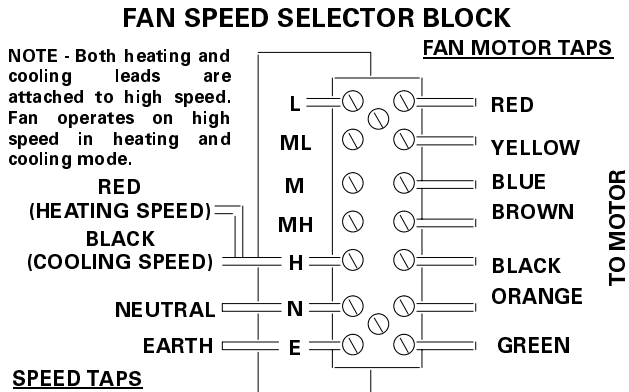 FAN SPEED SELECTOR BLOCK
NOTE - Both heating and
cooling leads are
attached to high speed.
Fan operates on high
speed in heating and
cooling mode.
FAN MOTOR TAPS
L
RED
ML
YELLOW
RED
(HEATING SPEED)
M
BLUE
MH
BROWN
BLACK
(COOLING SPEED)
H
BLACK
NEUTRAL
N
ORANGE
EARTH
E
GREEN
TO MOTOR
SPEED TAPS